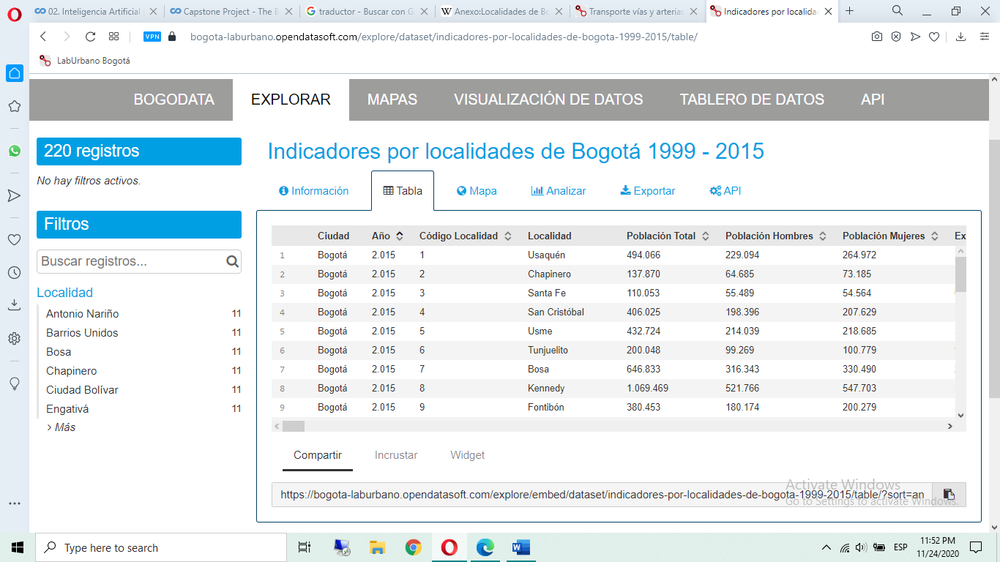 02. Inteligencia Artificial
Capstone Project - The B
traductor - Buscar con G
Anexo:Localidades de Bo
Transporte vías y arterias
Indicadores por localida
VPN
bogota-laburbano.opendatasoft.com/explore/dataset/indicadores-por-localidades-de-bogota-1999-2015/table/
LabUrbano Bogotá
BOGODATA EXPLORAR MAPAS VISUALIZACIÓN DE DATOS TABLERO DE DATOS API
220 registros
No hay filtros activos.
Filtros
Buscar registros...
Localidad
Antonio Nariño 11
Barrios Unidos 11
Bosa 11
Chapinero 11
Ciudad Bolívar 11
Engativá 11
> Más
Indicadores por localidades de Bogotá 1999 - 2015
Información Tabla Mapa Analizar Exportar API
Ciudad Año Código Localidad Localidad Población Total Población Hombres Población Mujeres Ex
1 Bogotá 2.015 1 Usaquén 494.066 229.094 264.972
2 Bogotá 2.015 2 Chapinero 137.870 64.685 73.185
3 Bogotá 2.015 3 Santa Fe 110.053 55.489 54.564
4 Bogotá 2.015 4 San Cristóbal 406.025 198.396 207.629
5 Bogotá 2.015 5 Usme 432.724 214.039 218.685
6 Bogotá 2.015 6 Tunjuelito 200.048 99.269 100.779
7 Bogotá 2.015 7 Bosa 646.833 316.343 330.490
8 Bogotá 2.015 8 Kennedy 1.069.469 521.766 547.703
9 Bogotá 2.015 9 Fontibón 380.453 180.174 200.279
Compartir Incrustar Widget
https://bogota-laburbano.opendatasoft.com/explore/embed/dataset/indicadores-por-localidades-de-bogota-1999-2015/table/?sort=an
Activate Windows
Go to Settings to activate Windows.
Type here to search
ESP
11:52 PM
11/24/2020